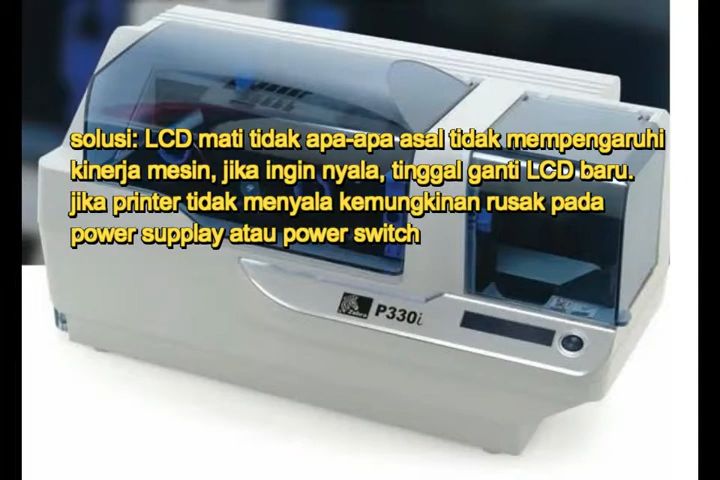 solusi: LCD mati tidak apa-apa asal tidak mempengaruhi
kinerja mesin, jika ingin nyala, tinggal ganti LCD baru.
jika printer tidak menyala kemungkinan rusak pada
power supplay atau power switch
Zebra P330i